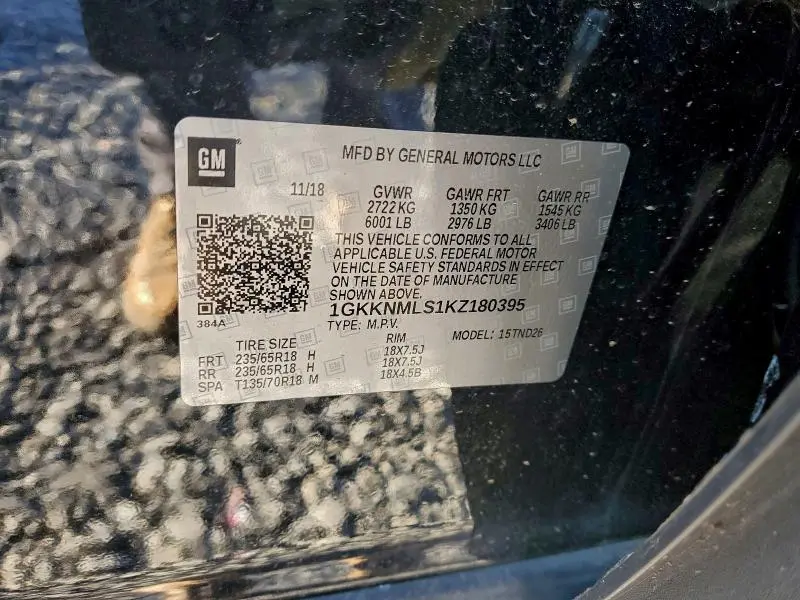 GM
MFD BY GENERAL MOTORS LLC
11/18 GVWR GAWR FRT GAWR RR
2722 KG 1350 KG 1545 KG
6001 LB 2976 LB 3406 LB
THIS VEHICLE CONFORMS TO ALL
APPLICABLE U.S. FEDERAL MOTOR
VEHICLE SAFETY STANDARDS IN EFFECT
ON THE DATE OF MANUFACTURE
SHOWN ABOVE.
1GKKNMLS1KZ180395
384A
TYPE: M.P.V. MODEL: 15TND26
TIRE SIZE RIM
FRT 235/65R18 H 18X7.5J
RR 235/65R18 H 18X7.5J
SPA T135/70R18 M 18X4.5B